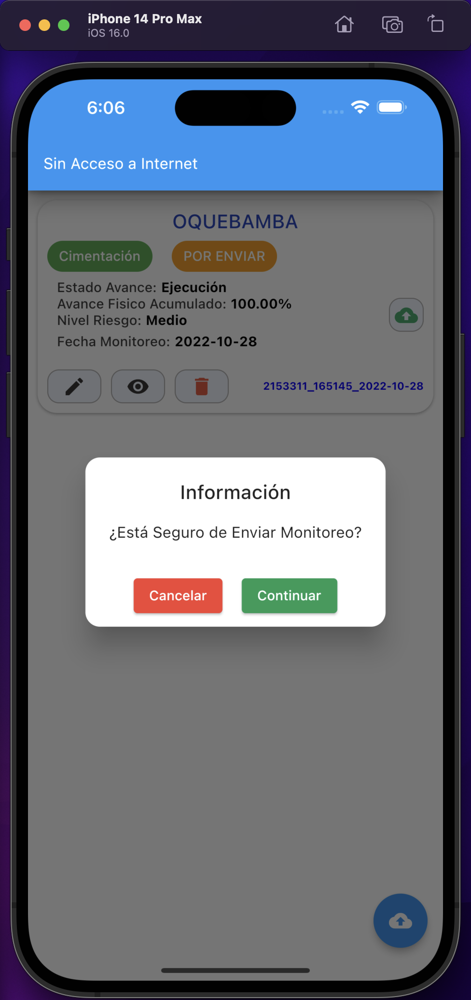 iPhone 14 Pro Max
iOS 16.0
6:06
Sin Acceso a Internet
OQUEBAMBA
Cimentación POR ENVIAR
Estado Avance: Ejecución
Avance Fisico Acumulado: 100.00%
Nivel Riesgo: Medio
Fecha Monitoreo: 2022-10-28
2153311_165145_2022-10-28
Información
¿Está Seguro de Enviar Monitoreo?
Cancelar Continuar